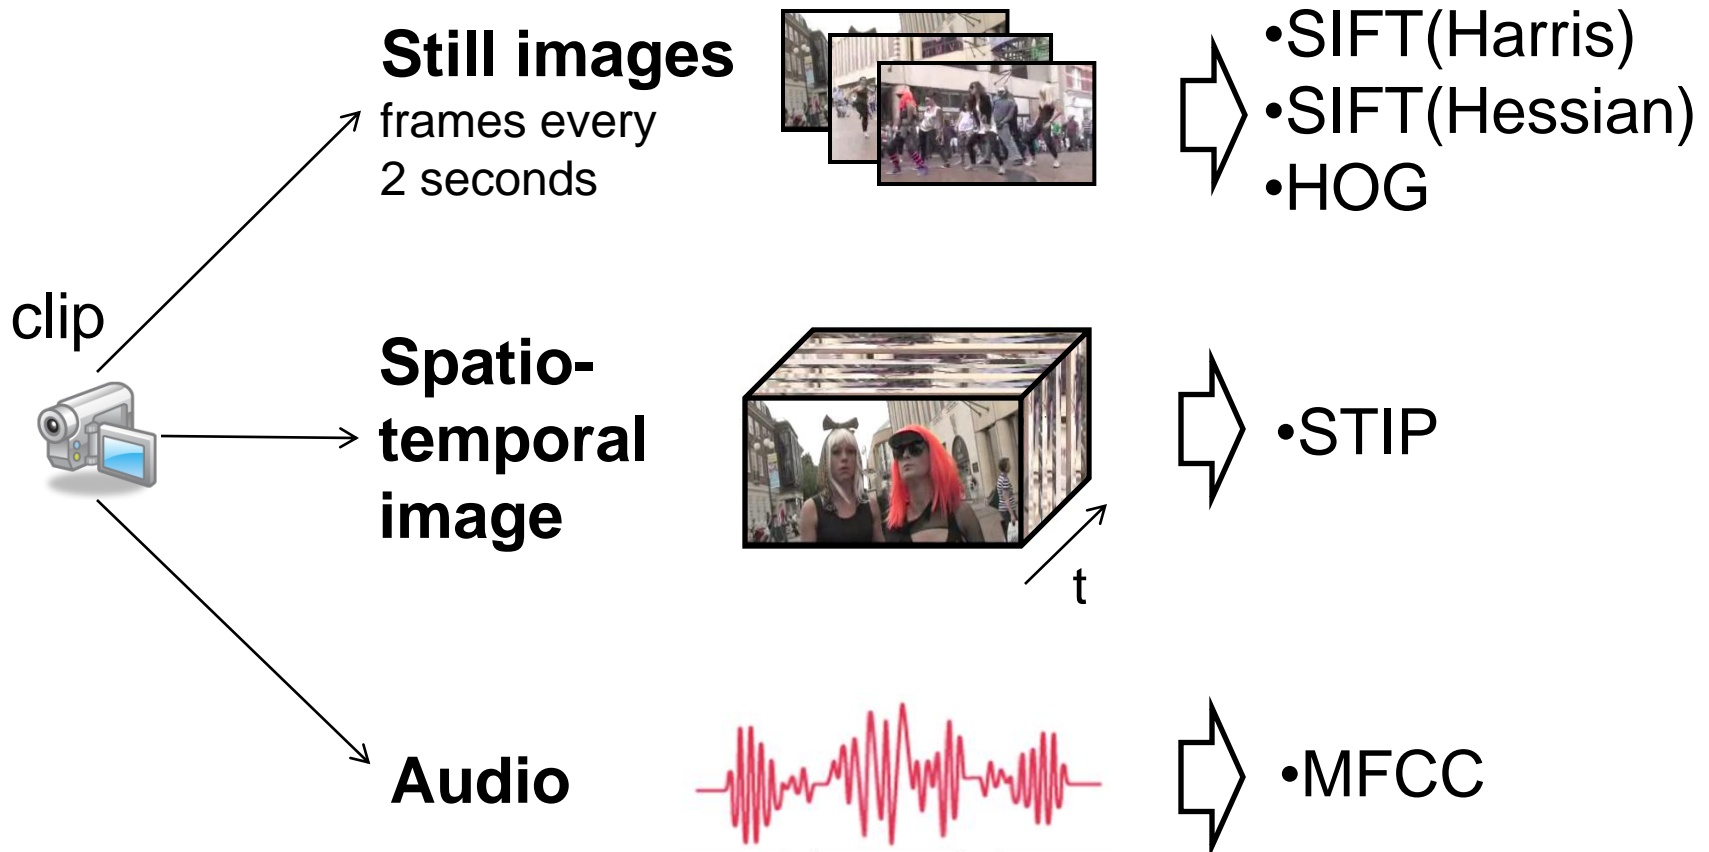 Still images
frames every
2 seconds
•SIFT(Harris)
•SIFT(Hessian)
•HOG
clip
Spatio-
temporal
image
t
•STIP
Audio
•MFCC